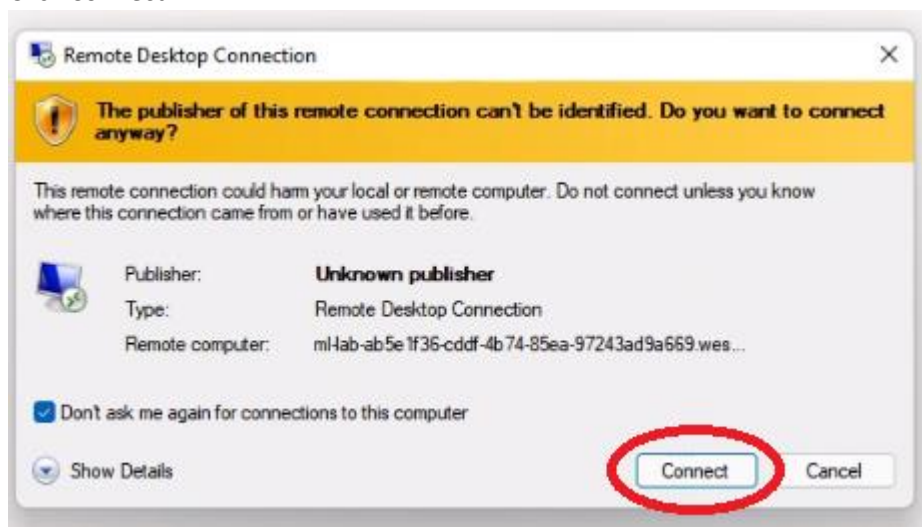 Remote Desktop Connection
The publisher of this remote connection can't be identified. Do you want to connect
anyway?
This remote connection could harm your local or remote computer. Do not connect unless you know
where this connection came from or have used it before.
Publisher: Unknown publisher
Type: Remote Desktop Connection
Remote computer: ml-lab-ab5e1f36-cddf-4b74-85ea-97243ad9a669.wes...
Don't ask me again for connections to this computer
Show Details Connect Cancel